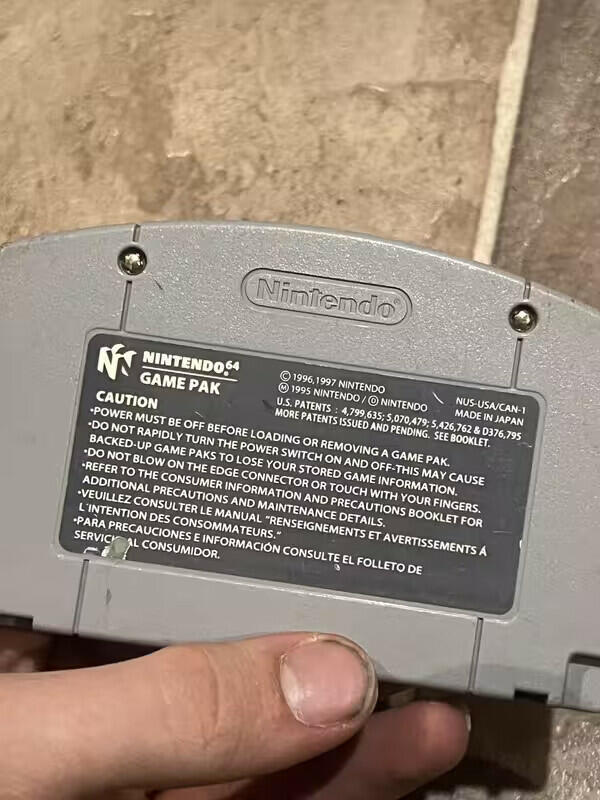 Nintendo
NINTENDO 64
GAME PAK
© 1996,1997 NINTENDO
Ⓜ 1995 NINTENDO / Ⓓ NINTENDO
NUS-USA/CAN-1
MADE IN JAPAN
U.S. PATENTS : 4,799,635; 5,070,479; 5,426,762 & D376,795
MORE PATENTS ISSUED AND PENDING. SEE BOOKLET.
CAUTION
•POWER MUST BE OFF BEFORE LOADING OR REMOVING A GAME PAK.
•DO NOT RAPIDLY TURN THE POWER SWITCH ON AND OFF-THIS MAY CAUSE
BACKED-UP GAME PAKS TO LOSE YOUR STORED GAME INFORMATION.
•DO NOT BLOW ON THE EDGE CONNECTOR OR TOUCH WITH YOUR FINGERS.
•REFER TO THE CONSUMER INFORMATION AND PRECAUTIONS BOOKLET FOR
ADDITIONAL PRECAUTIONS AND MAINTENANCE DETAILS.
•VEUILLEZ CONSULTER LE MANUAL "RENSEIGNEMENTS ET AVERTISSEMENTS Á
L'INTENTION DES CONSOMMATEURS."
•PARA PRECAUCIONES E INFORMACIÓN CONSULTE EL FOLLETO DE
SERVICIO AL CONSUMIDOR.